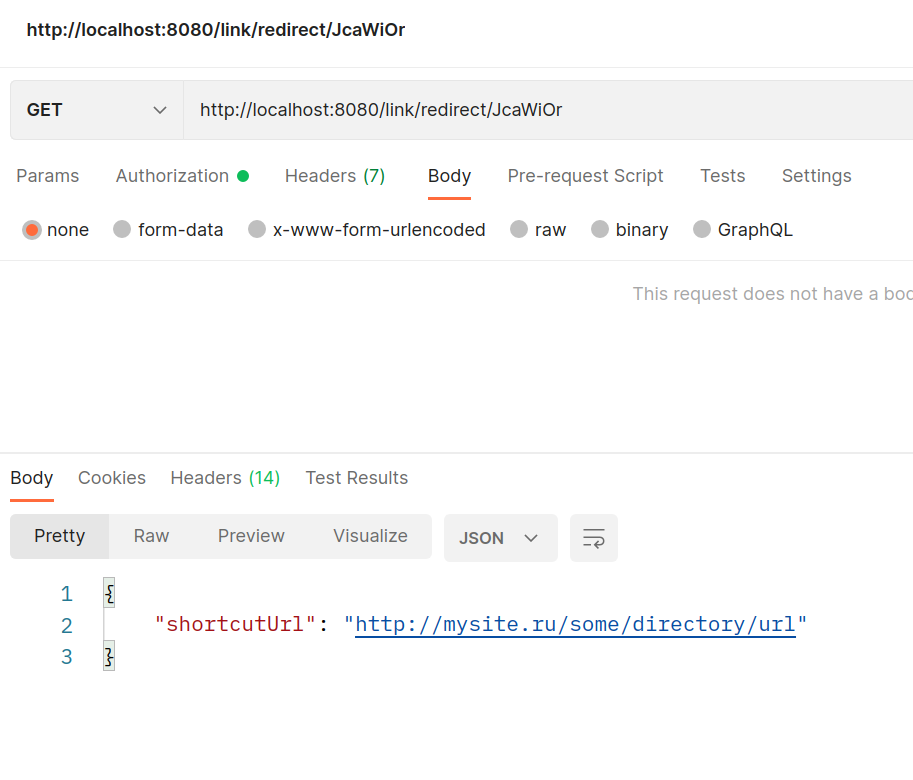 http://localhost:8080/link/redirect/JcaWiOr
GET http://localhost:8080/link/redirect/JcaWiOr
Params Authorization Headers (7) Body Pre-request Script Tests Settings
none form-data x-www-form-urlencoded raw binary GraphQL
This request does not have a boc
Body Cookies Headers (14) Test Results
Pretty Raw Preview Visualize JSON
1 {
2 "shortcutUrl": "http://mysite.ru/some/directory/url"
3 }